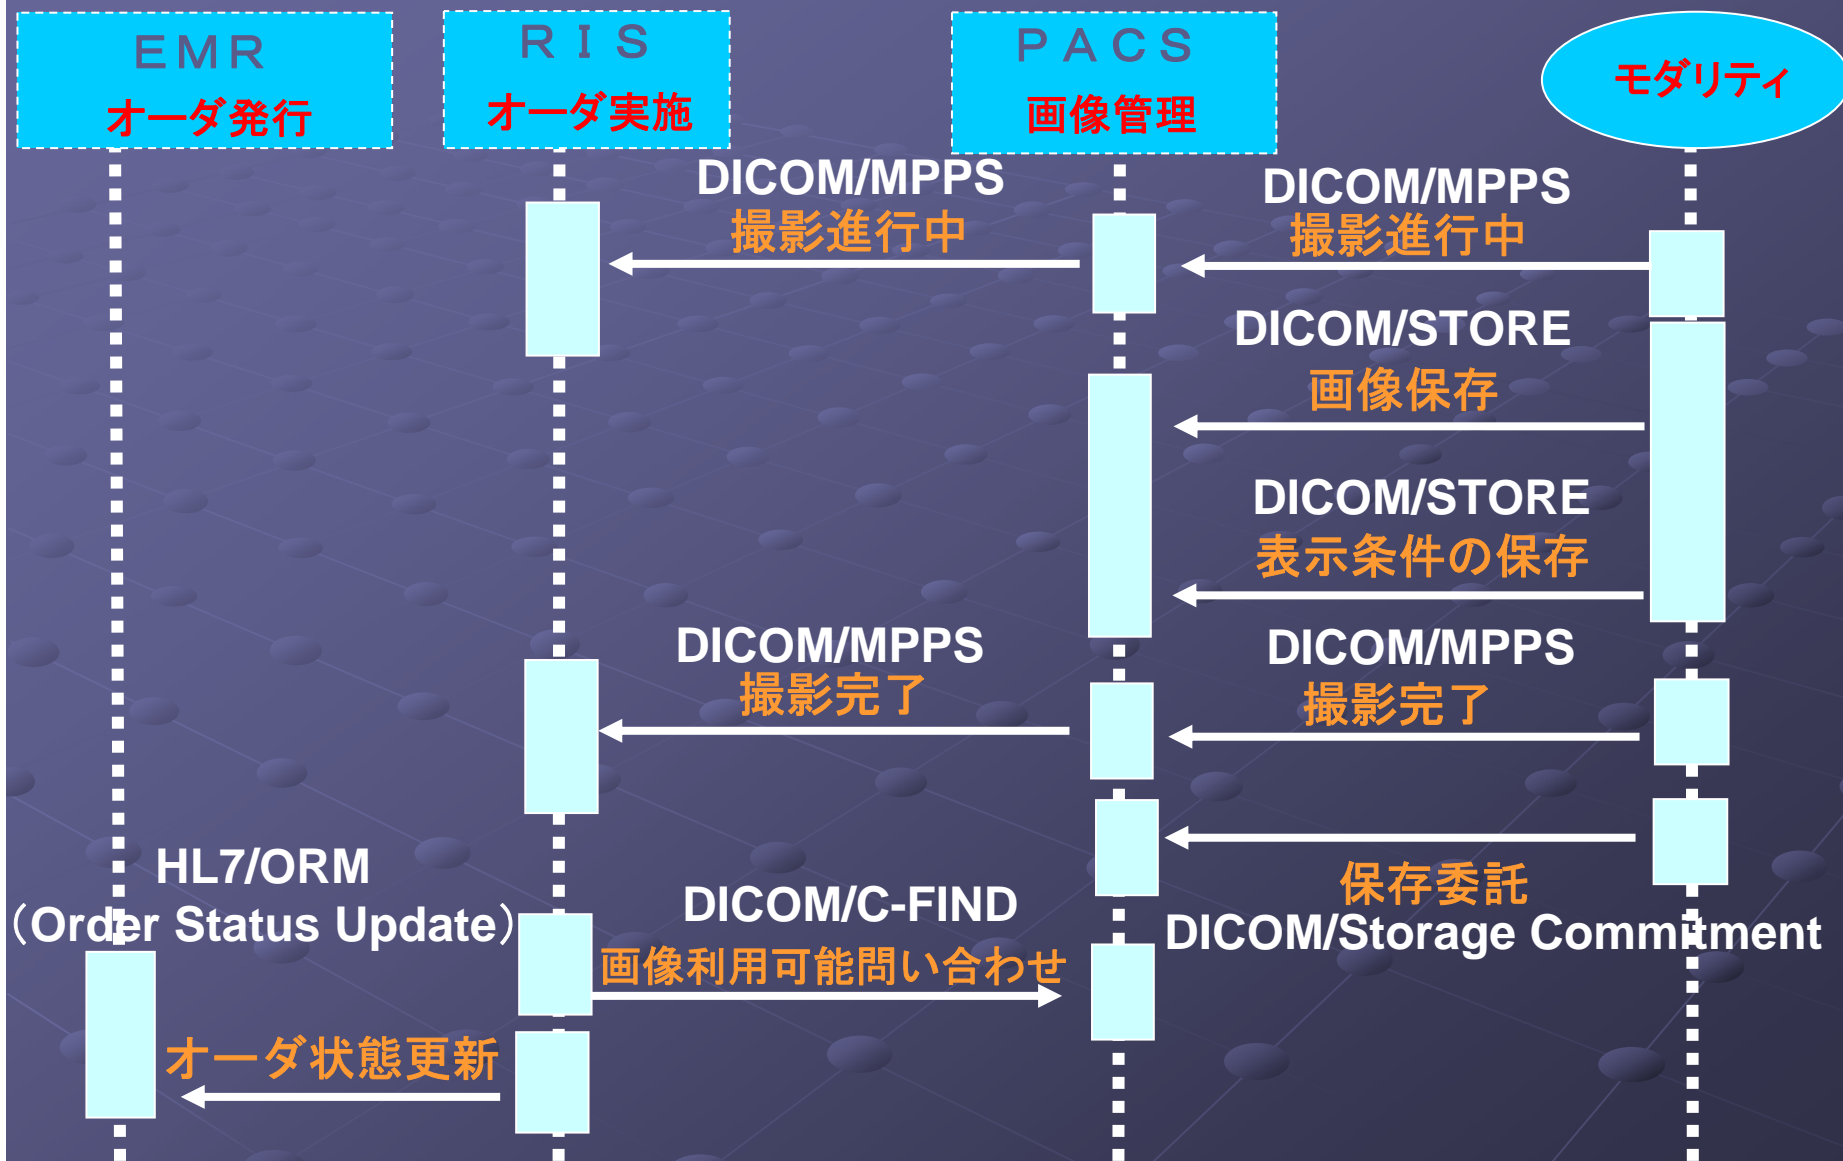 EMR
オーダ発行
RIS
オーダ実施
PACS
画像管理
モダリティ
DICOM/MPPS
撮影進行中
DICOM/MPPS
撮影進行中
DICOM/STORE
画像保存
DICOM/STORE
表示条件の保存
DICOM/MPPS
撮影完了
DICOM/MPPS
撮影完了
HL7/ORM
（Order Status Update）
DICOM/C-FIND
画像利用可能問い合わせ
保存委託
DICOM/Storage Commitment
オーダ状態更新